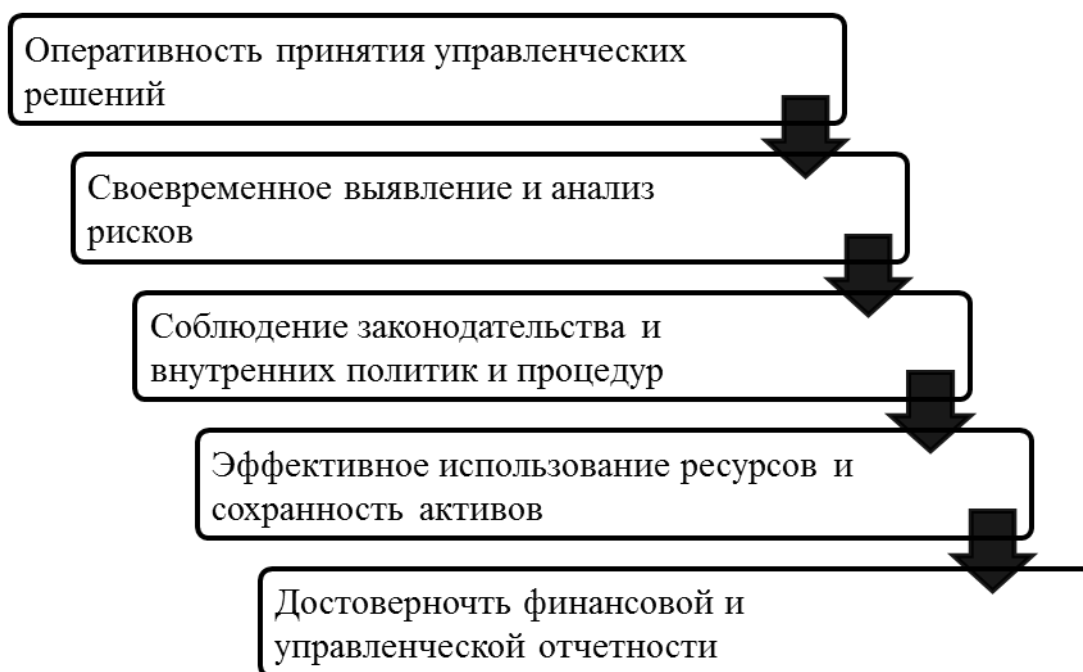 Оперативность принятия управленческих
решений
Своевременное выявление и анализ
рисков
Соблюдение законодательства и
внутренних политик и процедур
Эффективное использование ресурсов и
сохранность активов
Достоверночть финансовой и
управленческой отчетности